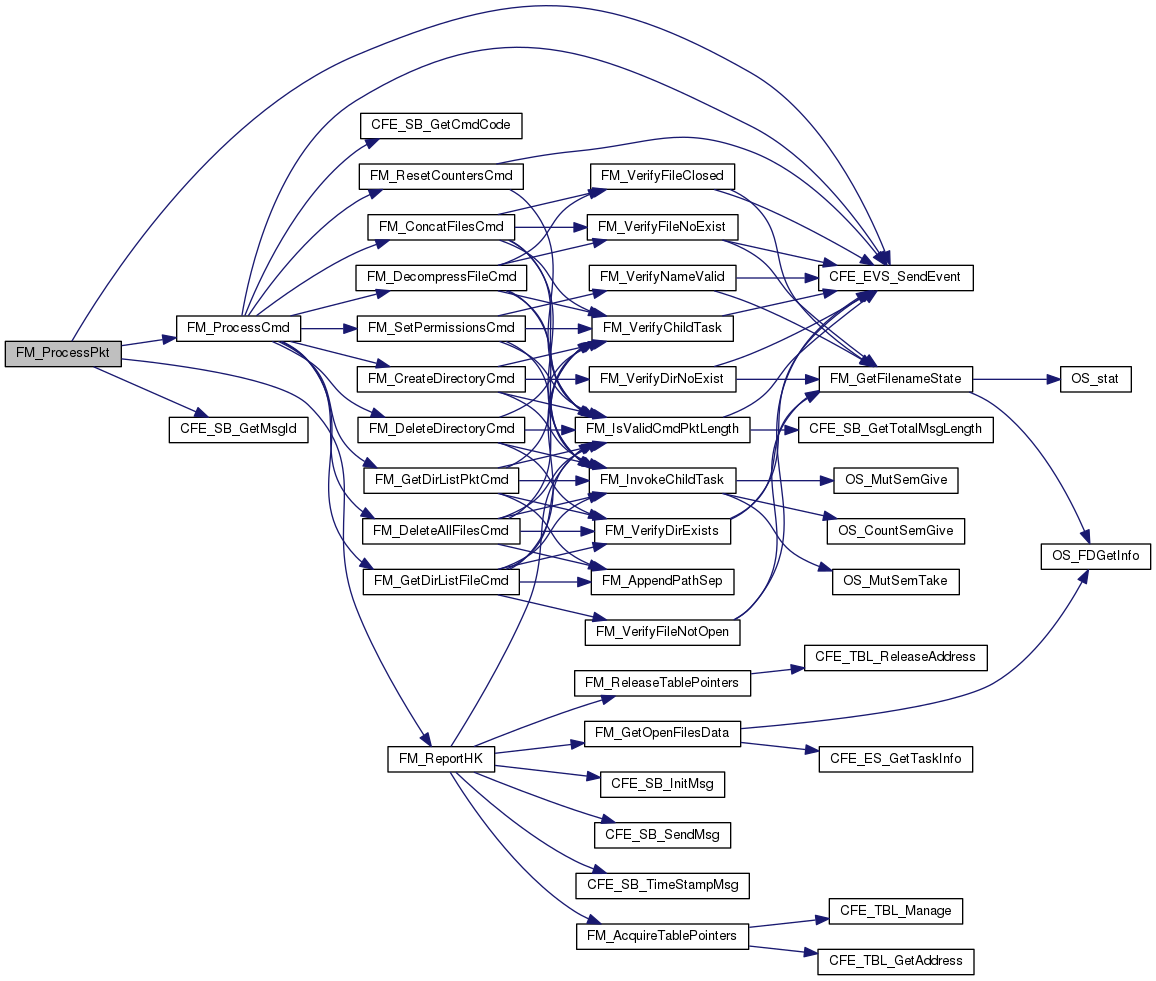 FM_ProcessPkt
FM_ProcessCmd
CFE_SB_GetMsgId
CFE_SB_GetCmdCode
FM_ResetCountersCmd
FM_ConcatFilesCmd
FM_DecompressFileCmd
FM_SetPermissionsCmd
FM_CreateDirectoryCmd
FM_DeleteDirectoryCmd
FM_GetDirListPktCmd
FM_DeleteAllFilesCmd
FM_GetDirListFileCmd
FM_ReportHK
FM_VerifyFileClosed
FM_VerifyFileNoExist
FM_VerifyNameValid
FM_VerifyChildTask
FM_VerifyDirNoExist
FM_IsValidCmdPktLength
FM_InvokeChildTask
FM_VerifyDirExists
FM_AppendPathSep
FM_VerifyFileNotOpen
FM_ReleaseTablePointers
FM_GetOpenFilesData
CFE_SB_InitMsg
CFE_SB_SendMsg
CFE_SB_TimeStampMsg
FM_AcquireTablePointers
CFE_EVS_SendEvent
FM_GetFilenameState
CFE_SB_GetTotalMsgLength
OS_MutSemGive
OS_CountSemGive
OS_MutSemTake
CFE_TBL_ReleaseAddress
CFE_ES_GetTaskInfo
CFE_TBL_Manage
CFE_TBL_GetAddress
OS_stat
OS_FDGetInfo